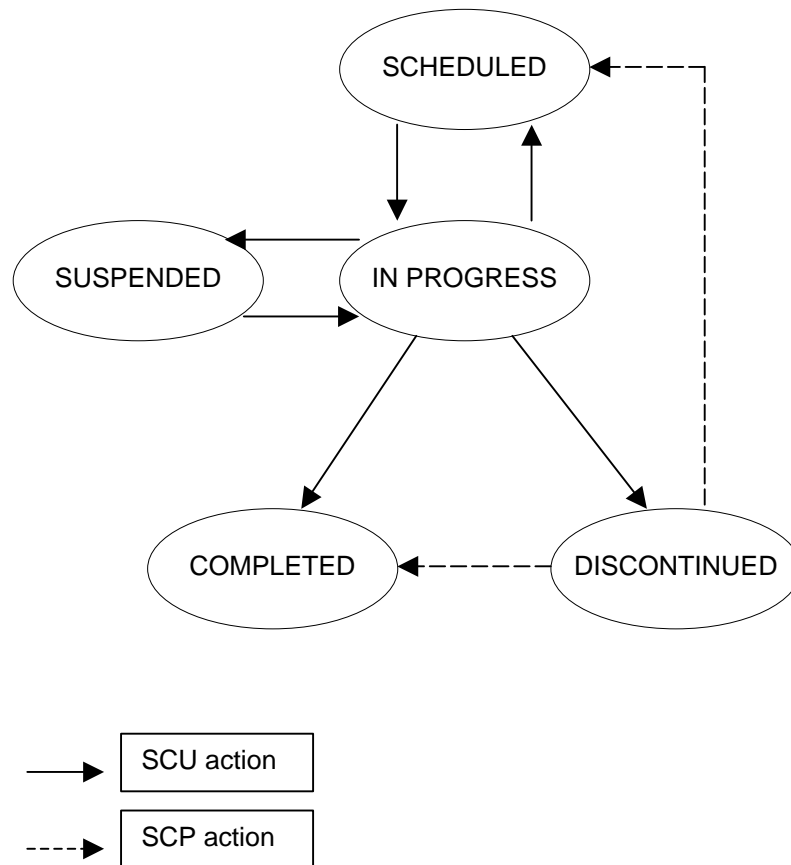 SCHEDULED
SUSPENDED
IN PROGRESS
COMPLETED
DISCONTINUED
SCU action
SCP action